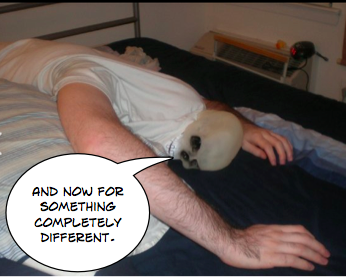 AND NOW FOR
SOMETHING
COMPLETELY
DIFFERENT.